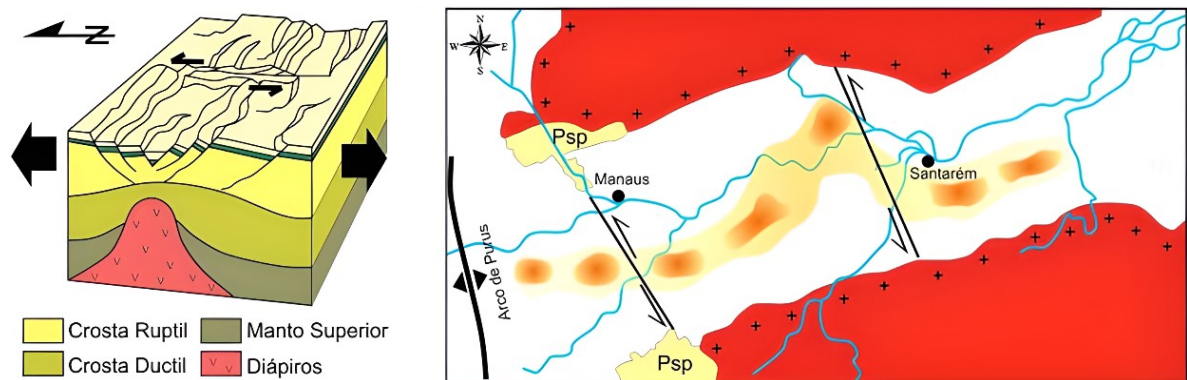 N
Crosta Ruptil
Manto Superior
Crosta Ductil
Diápiros
N
W
E
S
Psp
Manaus
Santarém
Arco de Purus
Psp